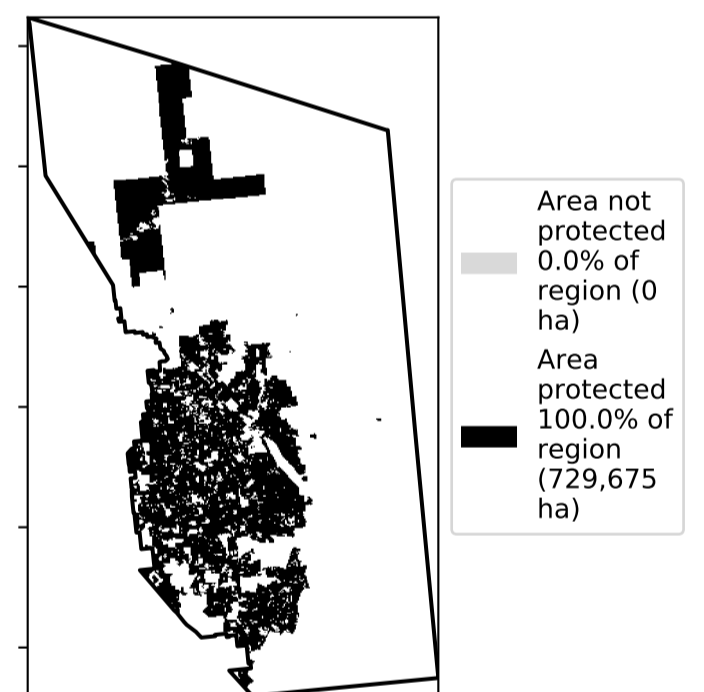 Area not
protected
0.0% of
region (0
ha)
Area
protected
100.0% of
region
(729,675
ha)